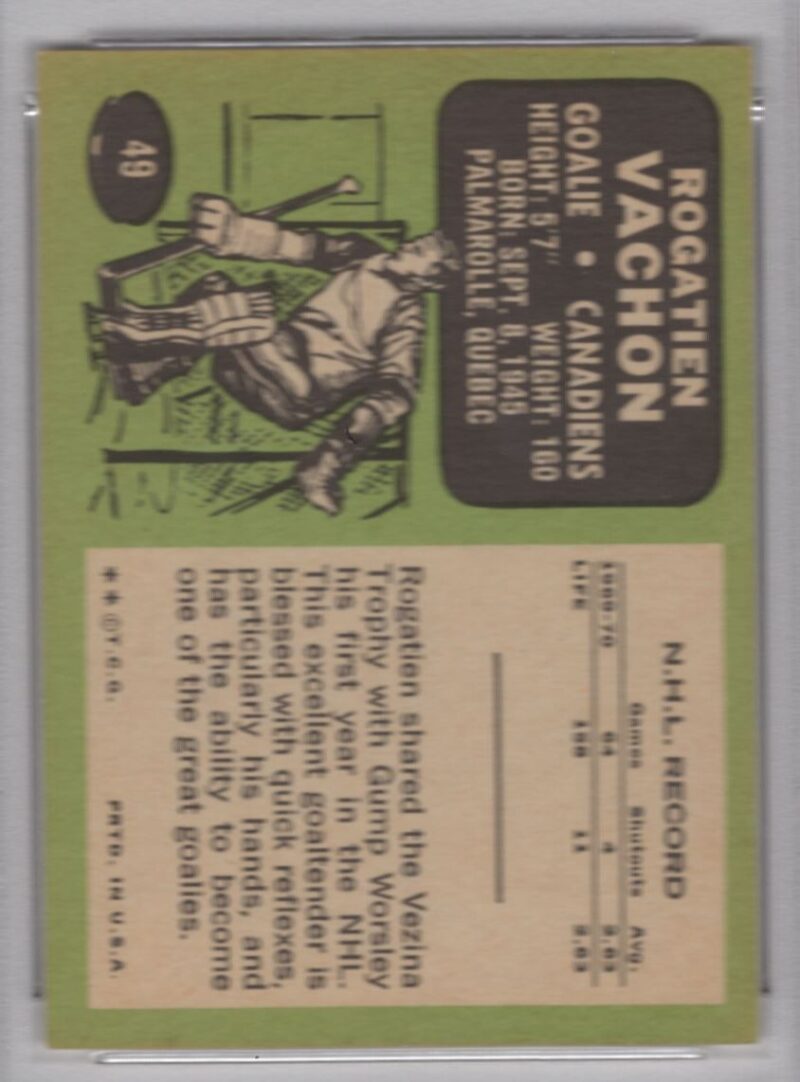 49
ROGATIEN
VACHON
GOALIE • CANADIENS
HEIGHT: 5'7" WEIGHT: 160
BORN: SEPT. 8, 1945
PALMAROLLE, QUEBEC
N.H.L. RECORD
Games Shutouts Avg.
1969-70 64 4 2.63
LIFE 11
Rogatien shared the Vezina
Trophy with Gump Worsley
his first year in the NHL.
This excellent goaltender is
blessed with quick reflexes,
particularly his hands, and
has the ability to become
one of the great goalies.
**©T.C.G. PRTD. IN U.S.A.